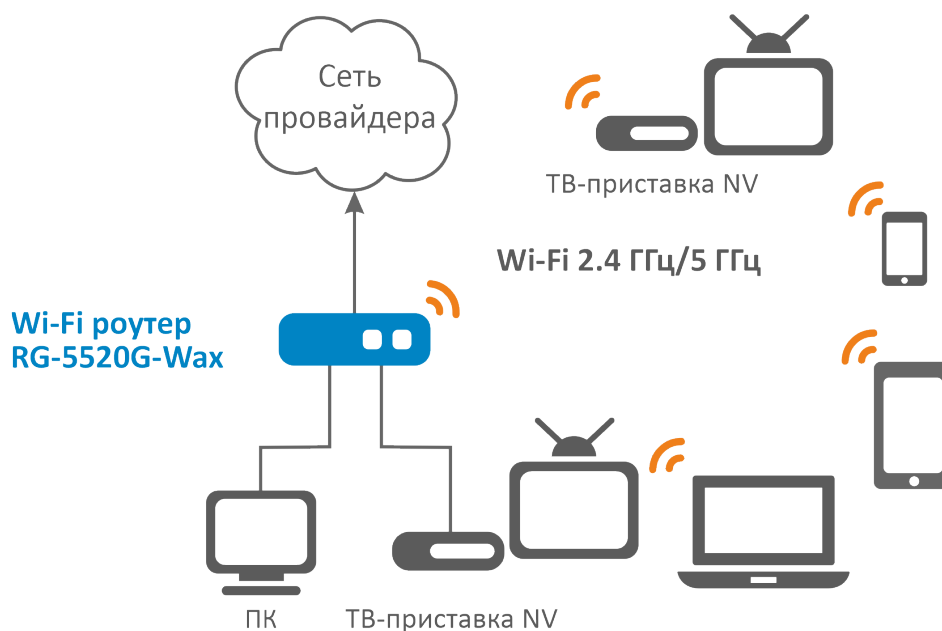 Сеть
провайдера
ТВ-приставка NV
Wi-Fi 2.4 ГГц/5 ГГц
Wi-Fi роутер
RG-5520G-Wax
ПК
ТВ-приставка NV